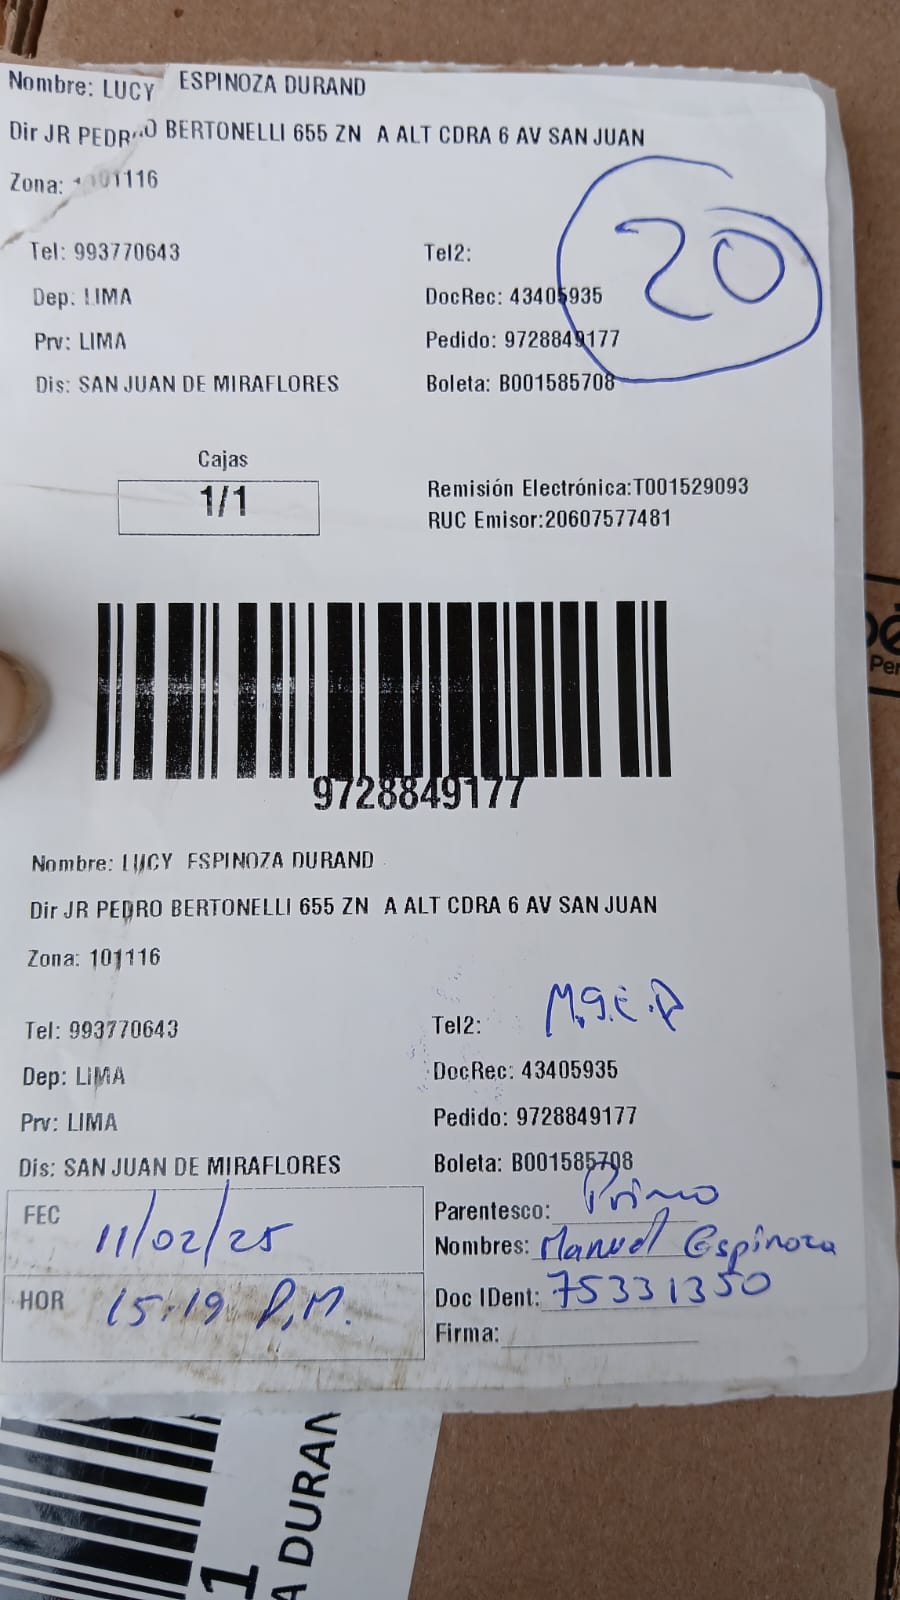 Nombre: LUCY ESPINOZA DURAND
Dir JR PEDRO BERTONELLI 655 ZN A ALT CDRA 6 AV SAN JUAN
Zona: 101116
20
Tel: 993770643 Tel2:
Dep: LIMA DocRec: 43405935
Prv: LIMA Pedido: 9728849177
Dis: SAN JUAN DE MIRAFLORES Boleta: B001585708
Cajas
1/1
Remisión Electrónica:T001529093
RUC Emisor:20607577481
9728849177
Nombre: LUCY ESPINOZA DURAND
Dir JR PEDRO BERTONELLI 655 ZN A ALT CDRA 6 AV SAN JUAN
Zona: 101116
Tel: 993770643 Tel2:
Dep: LIMA DocRec: 43405935
Prv: LIMA Pedido: 9728849177
Dis: SAN JUAN DE MIRAFLORES Boleta: B001585708
FEC 11/02/25
HOR 15:19 P.M.
Parentesco: Primo
Nombres: Manuel Espinoza
Doc IDent: 75331350
Firma:
1
A DURAN